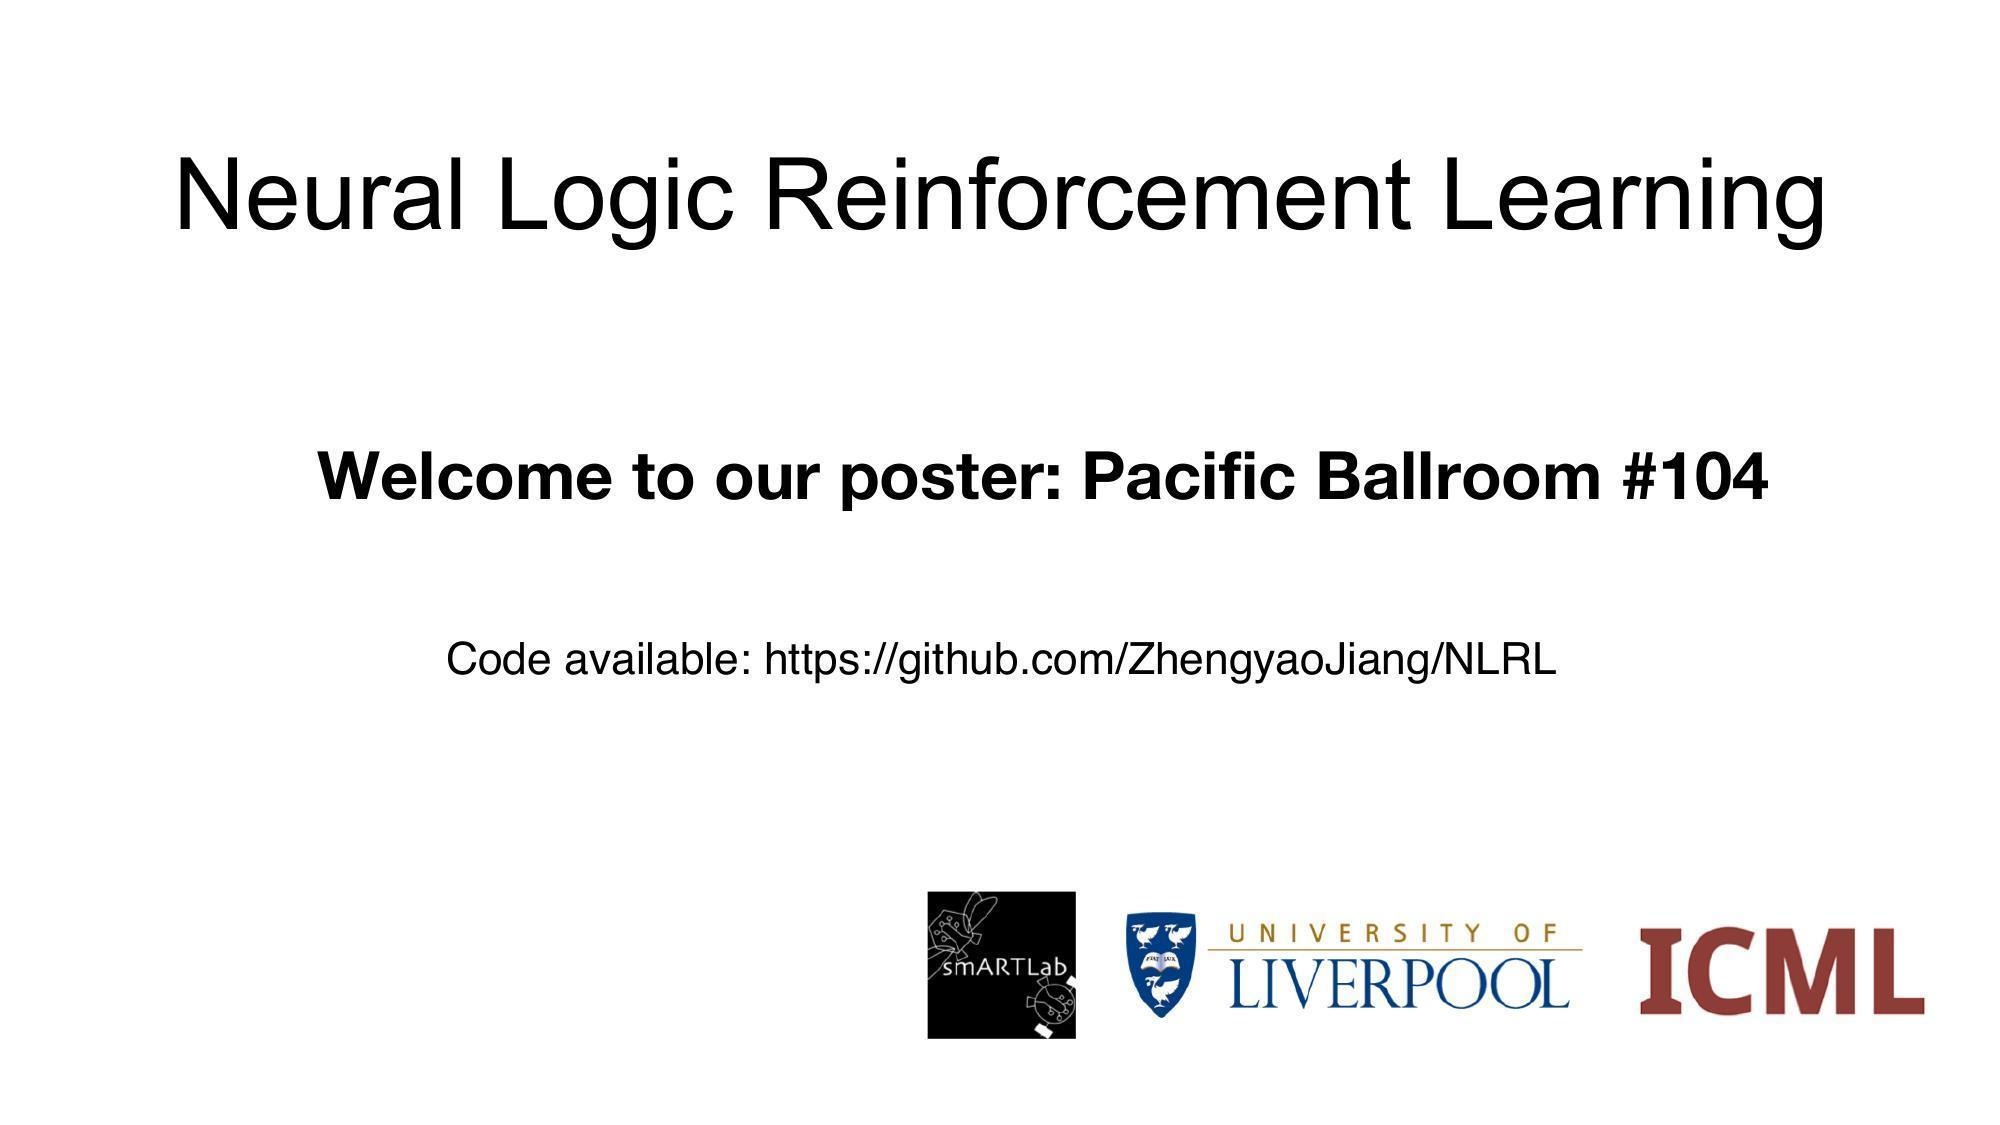 Neural Logic Reinforcement Learning
Welcome to our poster: Pacific Ballroom #104
Code available: https://github.com/ZhengyaoJiang/NLRL
smARTLab
UNIVERSITY OF
LIVERPOOL
ICML